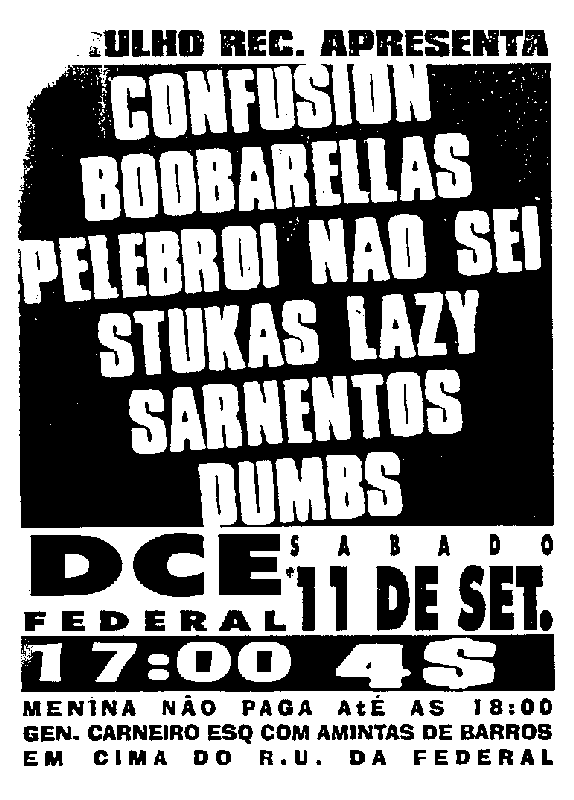 ULHO REC. APRESENTA
CONFUSION
BOOBARELLAS
PELEBROI NAO SEI
STUKAS LAZY
SARNENTOS
DUMBS
DCE
FEDERAL
SABADO
11 DE SET.
17:00 4$
MENINA NÃO PAGA AtÉ AS 18:00
GEN. CARNEIRO ESQ COM AMINTAS DE BARROS
EM CIMA DO R.U. DA FEDERAL